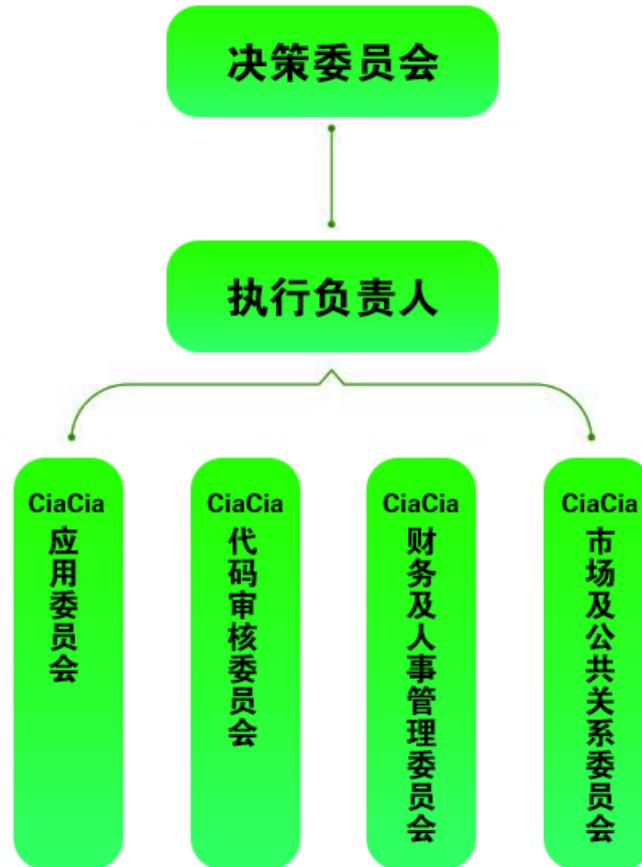 决策委员会
执行负责人
CiaCia
应用委员会
CiaCia
代码审核委员会
CiaCia
财务及人事管理委员会
CiaCia
市场及公共关系委员会